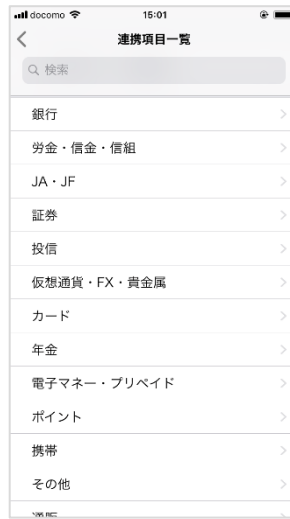 docomo 15:01
連携項目一覧
検索
銀行
労金・信金・信組
JA・JF
証券
投信
仮想通貨・FX・貴金属
カード
年金
電子マネー・プリペイド
ポイント
携帯
その他
通販